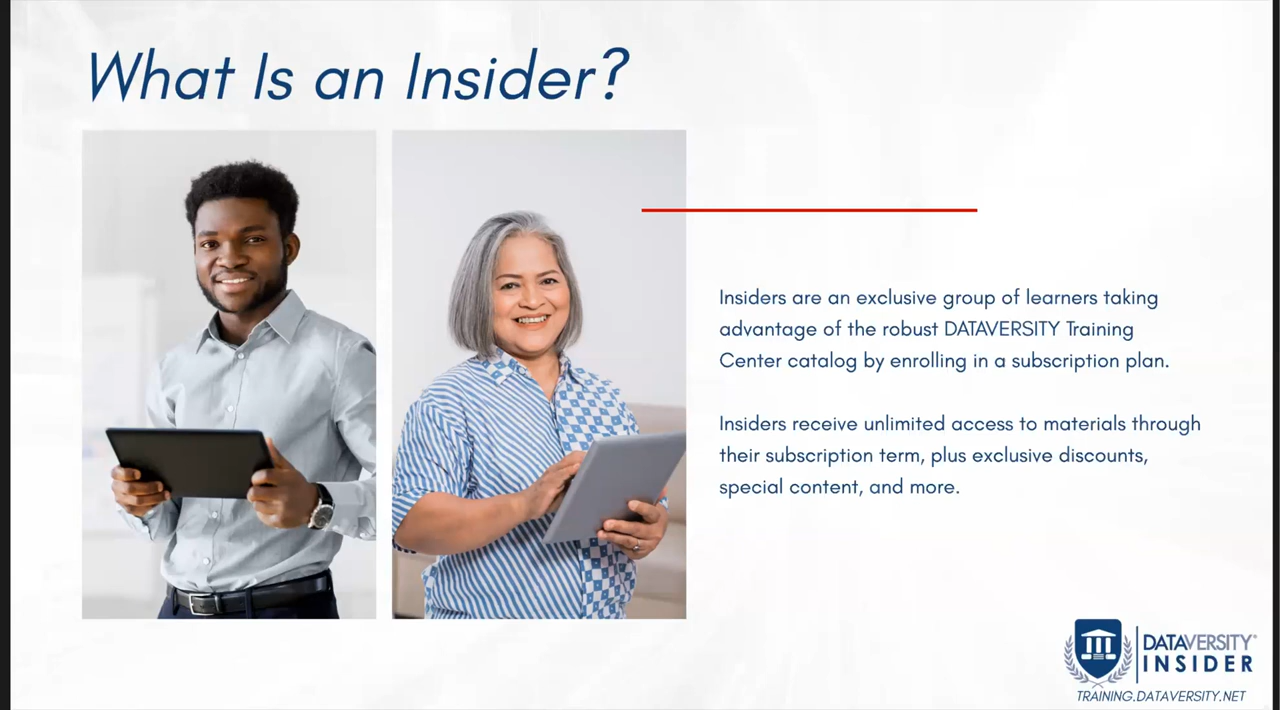 What Is an Insider?
Insiders are an exclusive group of learners taking
advantage of the robust DATAVERSITY Training
Center catalog by enrolling in a subscription plan.
Insiders receive unlimited access to materials through
their subscription term, plus exclusive discounts,
special content, and more.
DATAVERSITY®
INSIDER
TRAINING.DATAVERSITY.NET